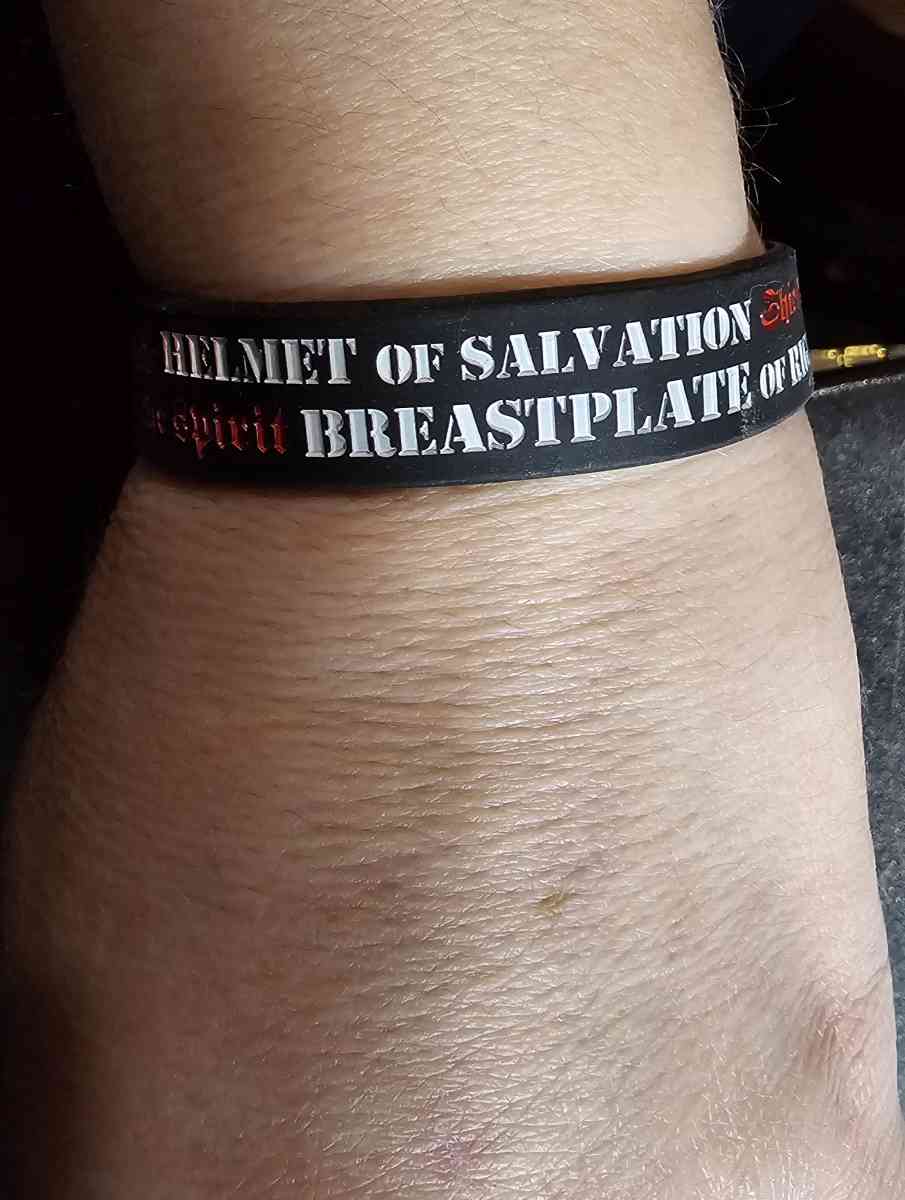 HELMET OF SALVATION
spirit BREASTPLATE OF